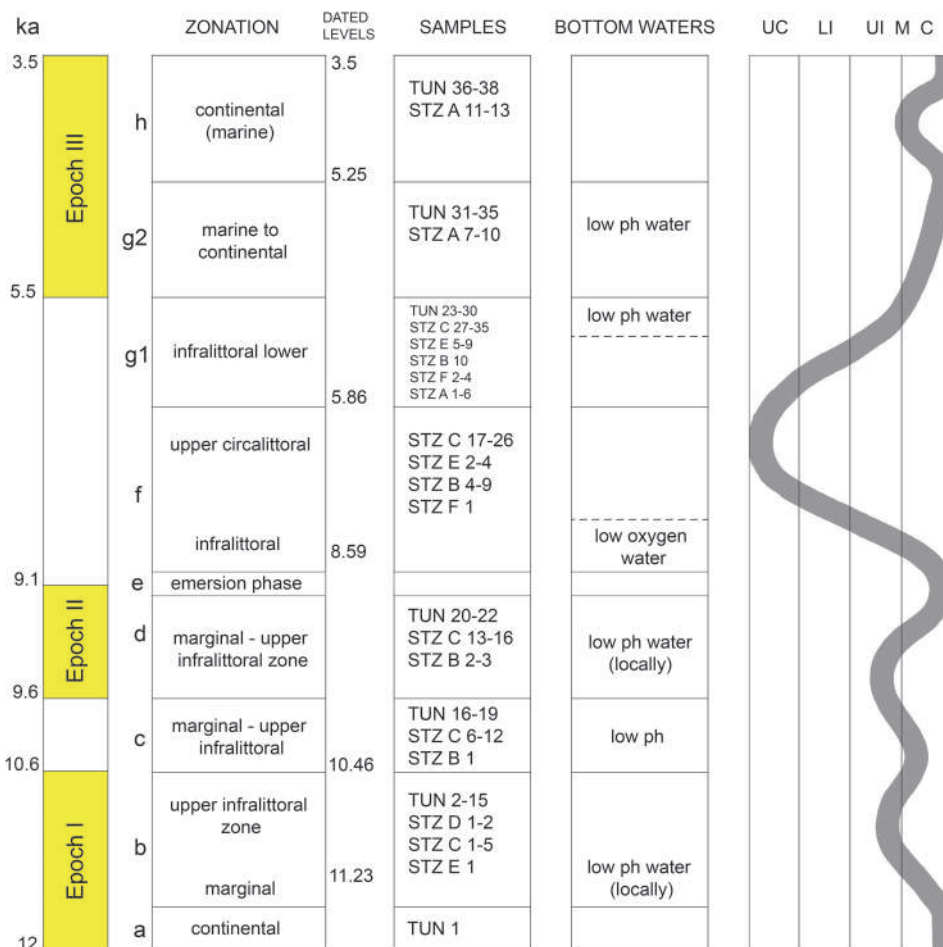 ka
ZONATION
DATED
LEVELS
SAMPLES
BOTTOM WATERS
UC
LI
UI
M
C
3.5
3.5
Epoch III
h
continental
(marine)
TUN 36-38
STZ A 11-13
5.25
g2
marine to
continental
TUN 31-35
STZ A 7-10
low ph water
5.5
g1
infralittoral lower
TUN 23-30
STZ C 27-35
STZ E 5-9
STZ B 10
STZ F 2-4
STZ A 1-6
low ph water
5.86
f
upper circalittoral
infralittoral
STZ C 17-26
STZ E 2-4
STZ B 4-9
STZ F 1
low oxygen
water
8.59
9.1
e
emersion phase
Epoch II
d
marginal - upper
infralittoral zone
TUN 20-22
STZ C 13-16
STZ B 2-3
low ph water
(locally)
9.6
c
marginal - upper
infralittoral
TUN 16-19
STZ C 6-12
STZ B 1
low ph
10.6
10.46
Epoch I
b
upper infralittoral
zone
marginal
11.23
TUN 2-15
STZ D 1-2
STZ C 1-5
STZ E 1
low ph water
(locally)
a
continental
TUN 1
12